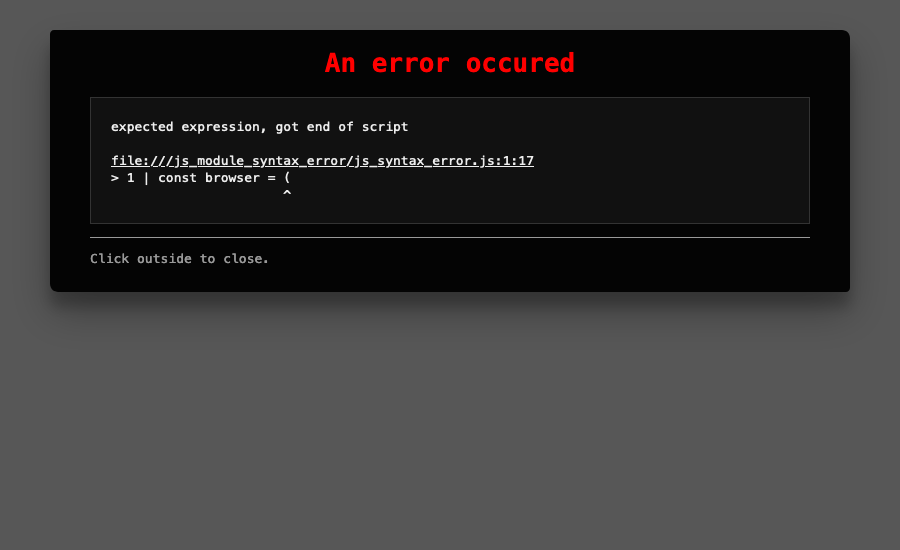 An error occured
expected expression, got end of script
file:///js_module_syntax_error/js_syntax_error.js:1:17
> 1 | const browser = (
^
Click outside to close.